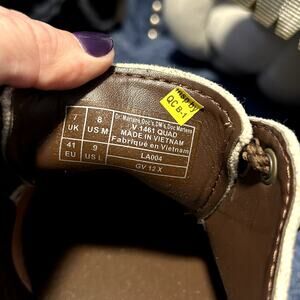 7 UK
8 US M
41 EU
9 US L
Dr. Martens, Doc's, DM's, Doc Martens
V 1461 QUAD
MADE IN VIETNAM
Fabriqué en Vietnam
LA004
GV 12 X
QC B-1